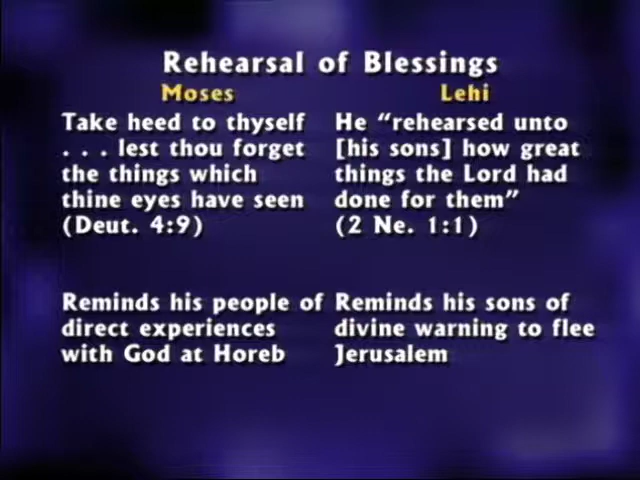 Rehearsal of Blessings
Moses
Take heed to thyself
. . . lest thou forget
the things which
thine eyes have seen
(Deut. 4:9)
Reminds his people of
direct experiences
with God at Horeb
Lehi
He “rehearsed unto
[his sons] how great
things the Lord had
done for them”
(2 Ne. 1:1)
Reminds his sons of
divine warning to flee
Jerusalem